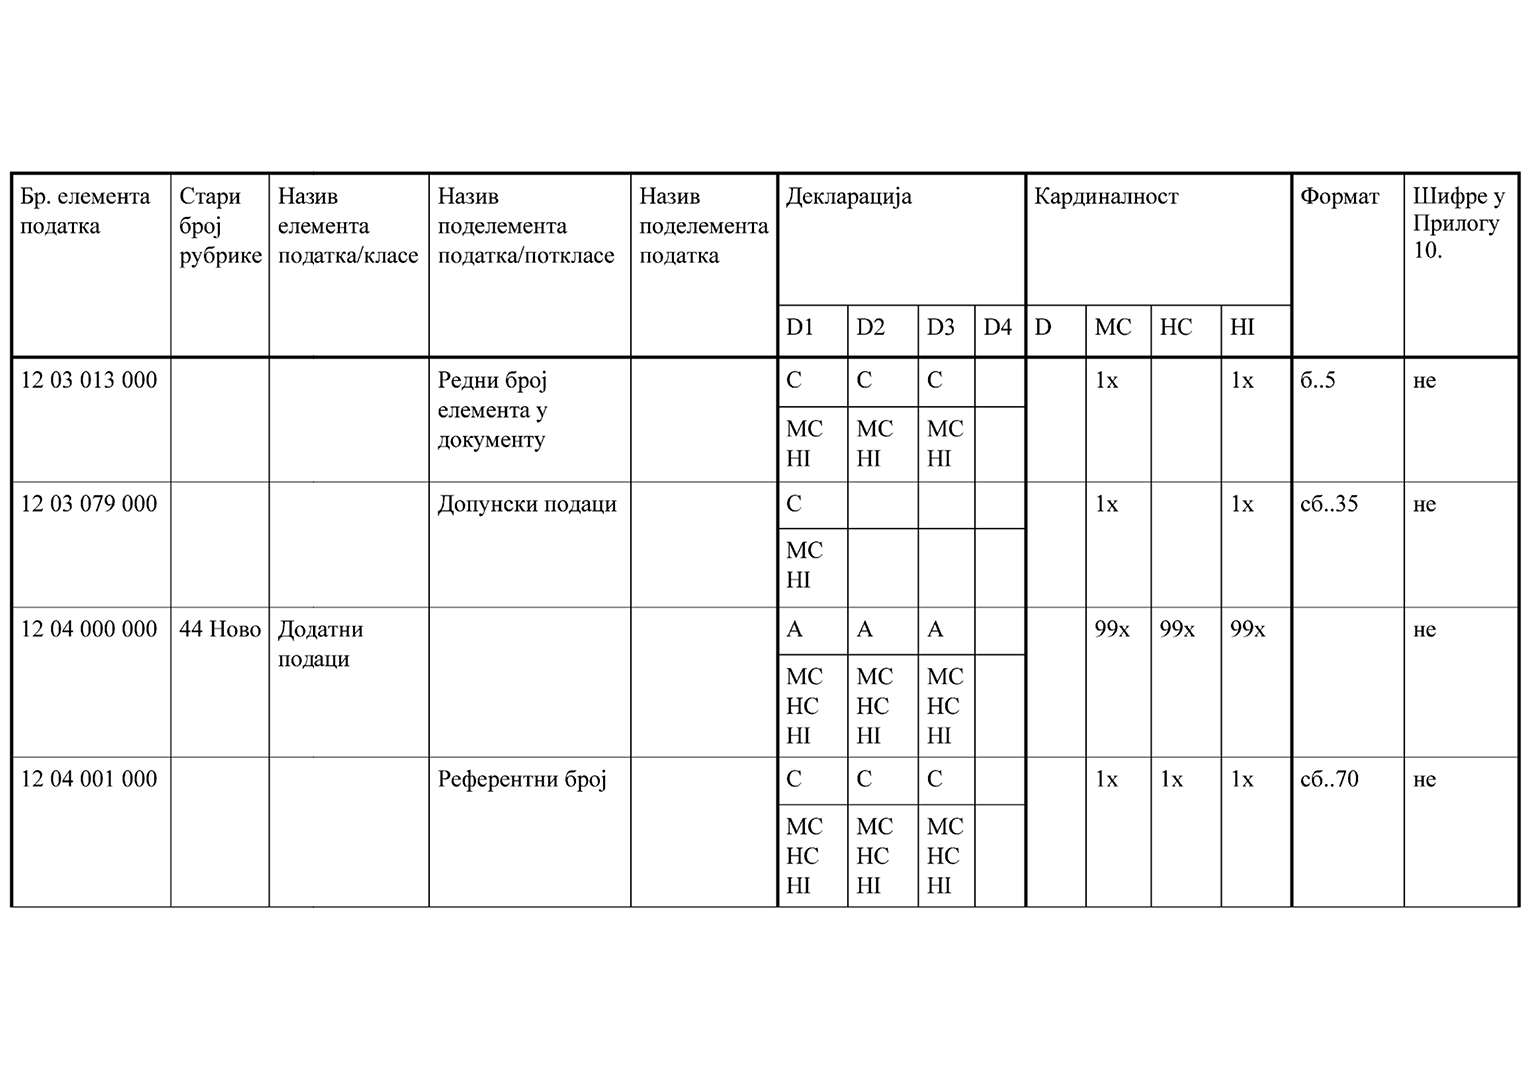 Бр. елемента податка | Стари број рубрике | Назив елемента податка/класе | Назив поделемента податка/поткласе | Назив поделемента податка | Декларација | Кардиналност | Формат | Шифре у Прилогу 10.
D1 | D2 | D3 | D4 | D | MC | HC | HI
12 03 013 000 | Редни број елемента у документу | C | C | C | 1x | 1x | б..5 | не
MC HI | MC HI | MC HI
12 03 079 000 | Допунски подаци | C | 1x | 1x | сб..35 | не
MC HI
12 04 000 000 | 44 Ново | Додатни подаци | A | A | A | 99x | 99x | 99x | не
MC HC HI | MC HC HI | MC HC HI
12 04 001 000 | Референтни број | C | C | C | 1x | 1x | 1x | сб..70 | не
MC HC HI | MC HC HI | MC HC HI